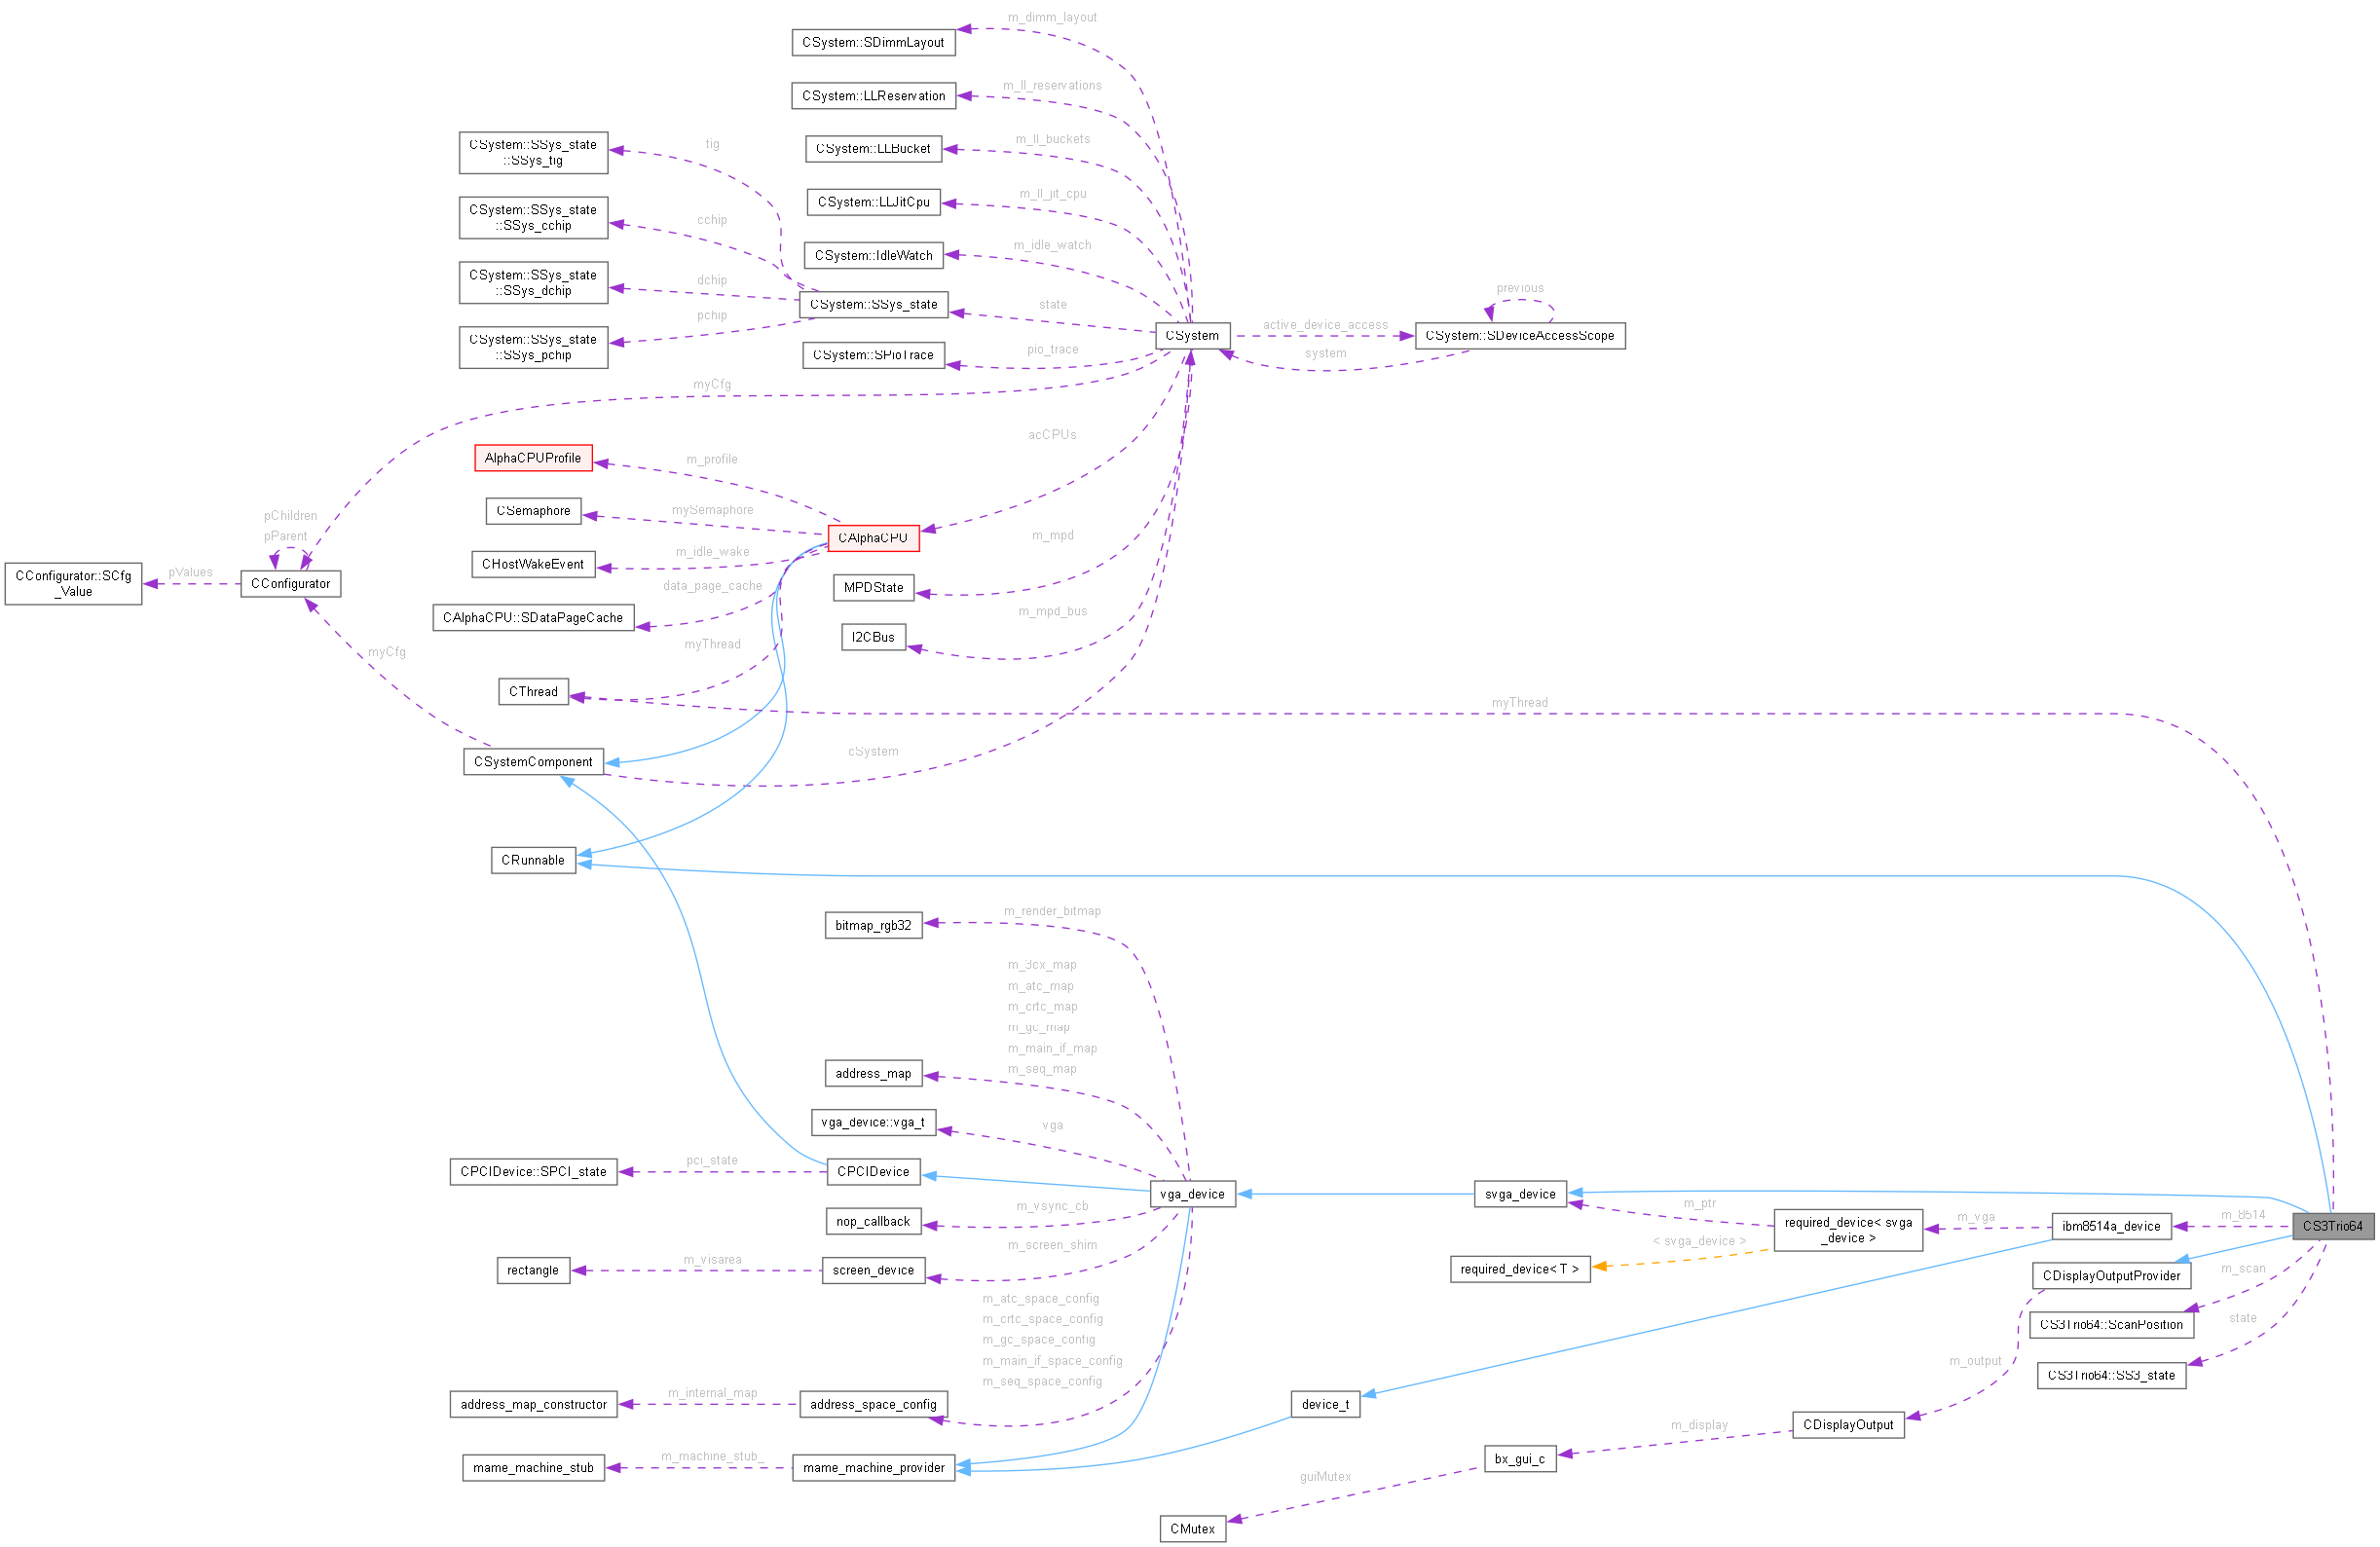 m_dimm_layout
CSystem::SDimmLayout
m_ll_reservations
CSystem::LLReservation
m_ll_buckets
CSystem::LLBucket
m_ll_jit_cpu
CSystem::LLJitCpu
m_idle_watch
CSystem::IdleWatch
tig
CSystem::SSys_state
::SSys_tig
cchip
CSystem::SSys_state
::SSys_cchip
dchip
CSystem::SSys_state
::SSys_dchip
pchip
CSystem::SSys_state
::SSys_pchip
CSystem::SSys_state
state
CSystem::SPioTrace
pio_trace
CSystem
active_device_access
system
previous
CSystem::SDeviceAccessScope
myCfg
acCPUs
AlphaCPUProfile
m_profile
CSemaphore
mySemaphore
CHostWakeEvent
m_idle_wake
CAlphaCPU
CAlphaCPU::SDataPageCache
data_page_cache
MPDState
m_mpd
I2CBus
m_mpd_bus
pChildren
pParent
CConfigurator
pValues
CConfigurator::SCfg
_Value
myCfg
CThread
myThread
myThread
CSystemComponent
cSystem
CRunnable
bitmap_rgb32
m_render_bitmap
m_3cx_map
m_atc_map
m_crtc_map
m_gc_map
m_main_if_map
m_seq_map
address_map
vga_device::vga_t
vga
CPCIDevice::SPCI_state
pci_state
CPCIDevice
vga_device
svga_device
m_ptr
required_device< svga
_device >
m_vga
ibm8514a_device
m_8514
CS3Trio64
nop_callback
m_vsync_cb
rectangle
m_visarea
screen_device
m_screen_shim
< svga_device >
required_device< T >
CDisplayOutputProvider
m_scan
CS3Trio64::ScanPosition
state
CS3Trio64::SS3_state
m_atc_space_config
m_crtc_space_config
m_gc_space_config
m_main_if_space_config
m_seq_space_config
address_map_constructor
m_internal_map
address_space_config
device_t
m_output
CDisplayOutput
m_display
bx_gui_c
mame_machine_stub
m_machine_stub_
mame_machine_provider
guiMutex
CMutex